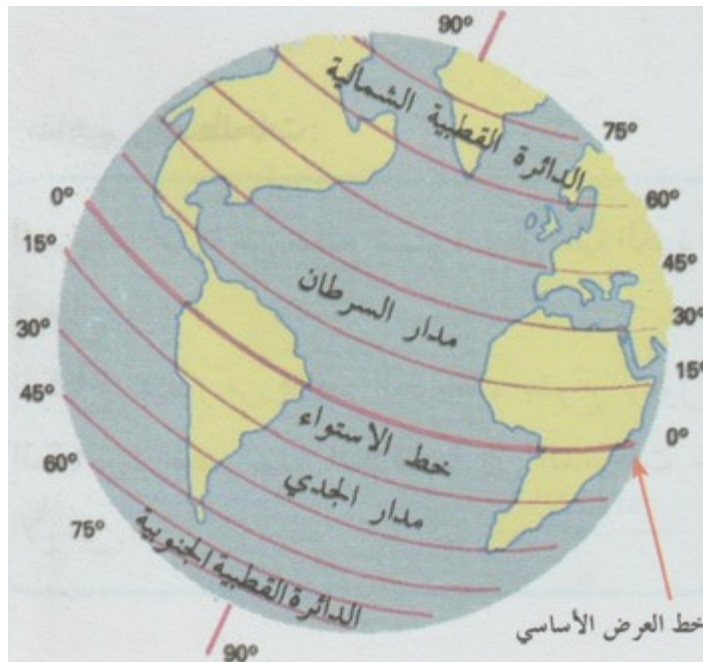 90°
الدائرة القطبية الشمالية
75°
60°
45°
30°
15°
0°
0°
15°
30°
45°
60°
75°
مدار السرطان
خط الاستواء
مدار الجدي
الدائرة القطبية الجنوبية
90°
خط العرض الأساسي